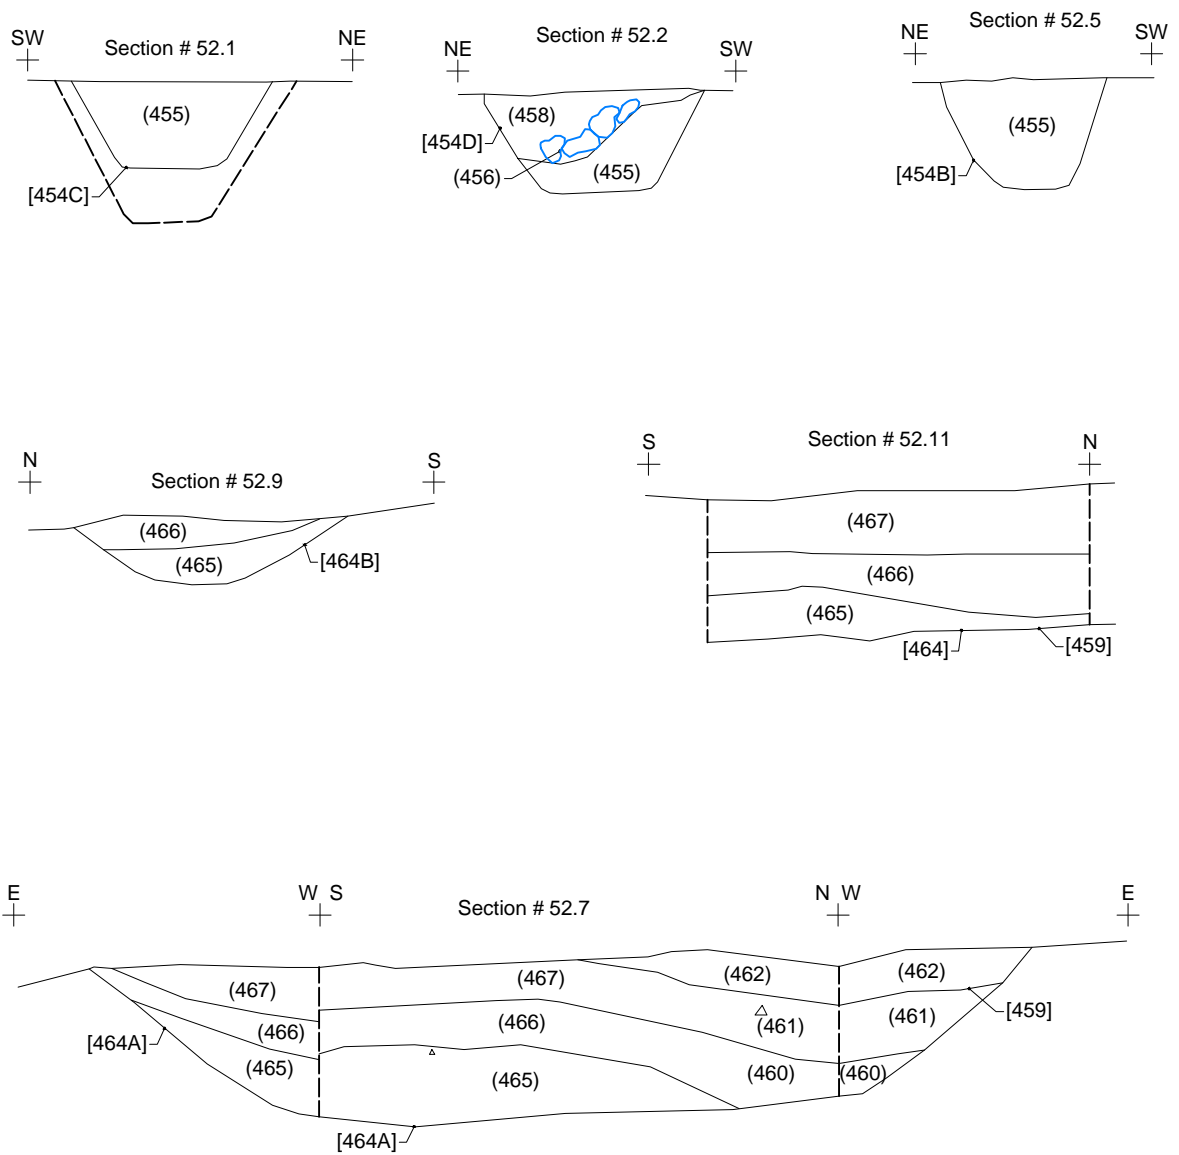 SW Section # 52.1 NE
(455)
[454C]
NE Section # 52.2 SW
(458)
[454D]
(456)
(455)
NE Section # 52.5 SW
(455)
[454B]
N Section # 52.9 S
(466)
(465)
[464B]
S Section # 52.11 N
(467)
(466)
(465)
[464]
[459]
E W S Section # 52.7 N W E
(467)
(466)
(465)
[464A]
(467)
(466)
(465)
[464A]
(462)
(461)
(460)
(462)
[459]
(461)
(460)